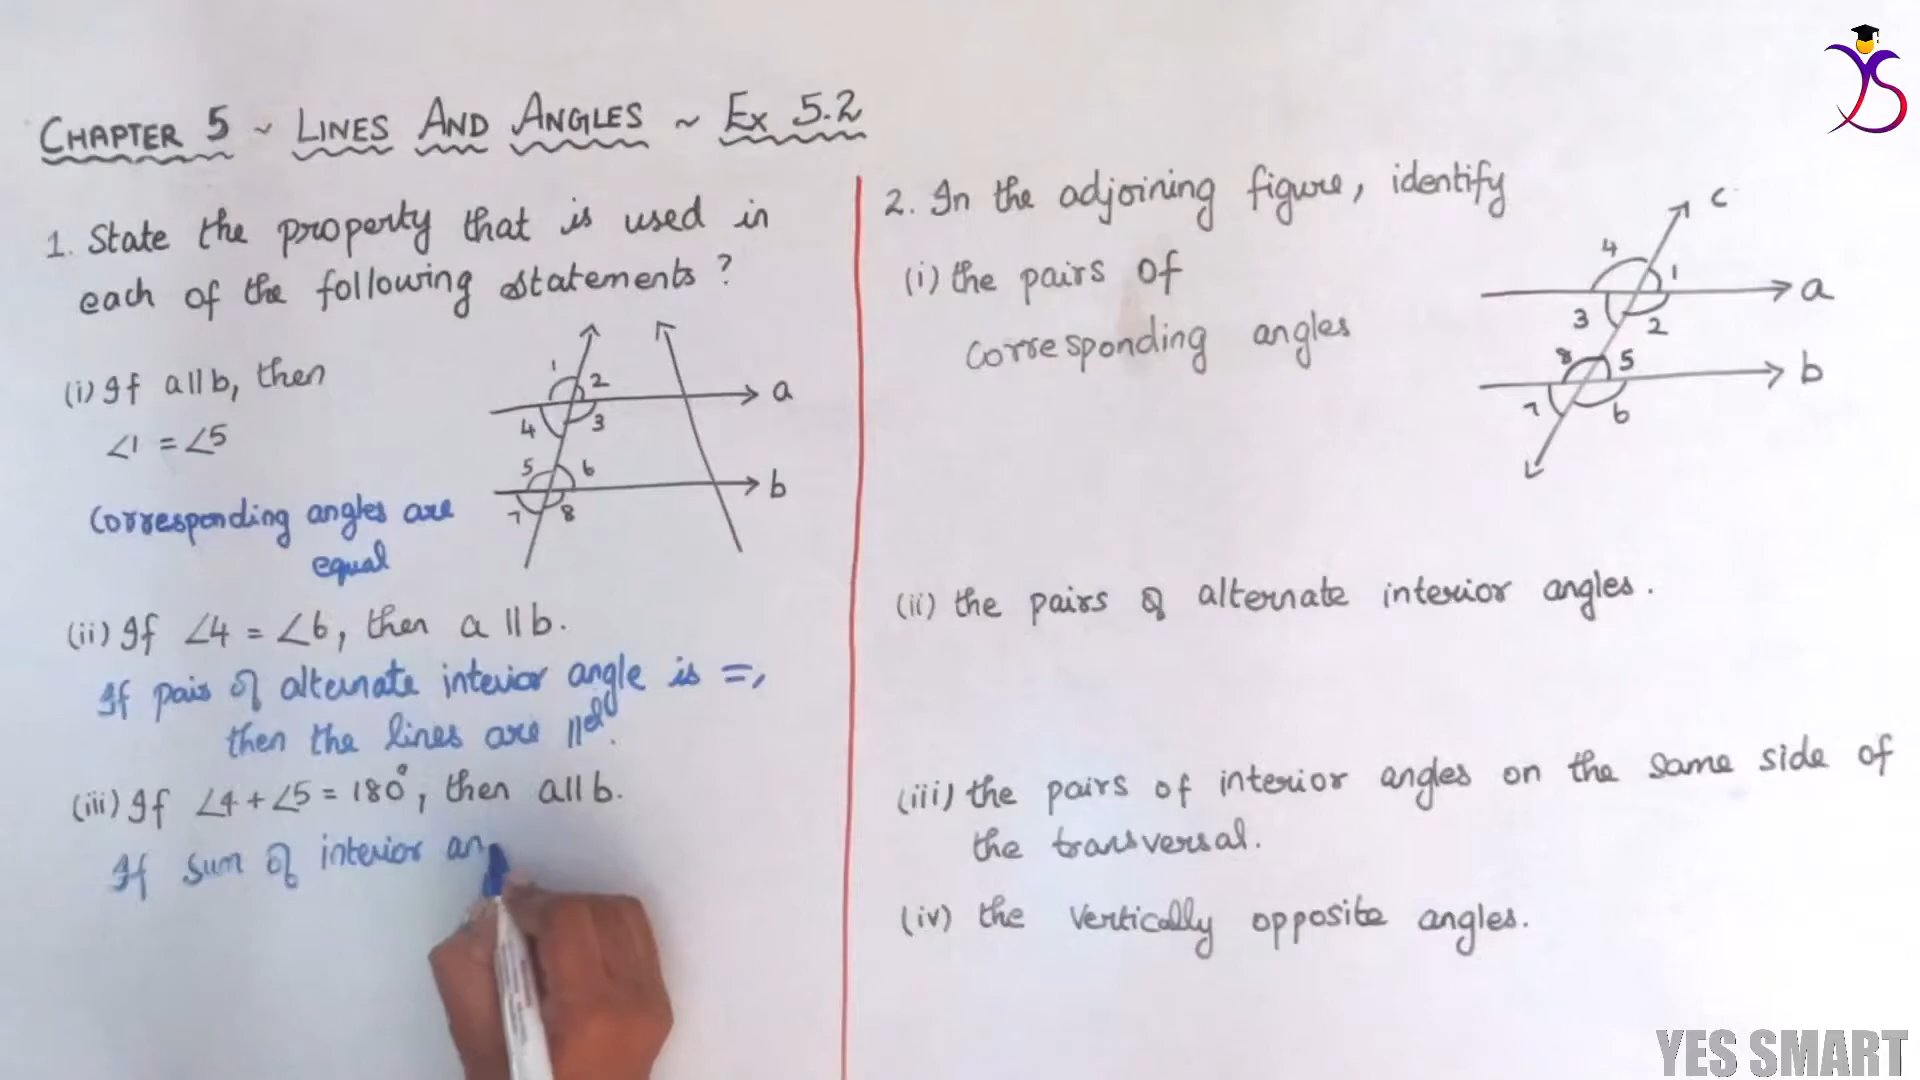 CHAPTER 5 ~ LINES AND ANGLES ~ Ex 5.2
1. State the property that is used in
each of the following statements ?
(i) If a॥b, then
∠1 = ∠5
Corresponding angles are
equal
1
2
a
4
3
5
6
b
7
8
(ii) If ∠4 = ∠6, then a ॥ b.
If pair of alternate interior angle is =,
then the lines are ॥el.
(iii) If ∠4 + ∠5 = 180°, then a॥b.
If sum of interior an
2. In the adjoining figure, identify
(i) the pairs of
corresponding angles
c
4
1
a
3
2
8
5
b
7
6
(ii) the pairs of alternate interior angles.
(iii) the pairs of interior angles on the same side of
the transversal.
(iv) the vertically opposite angles.
YS
YES SMART